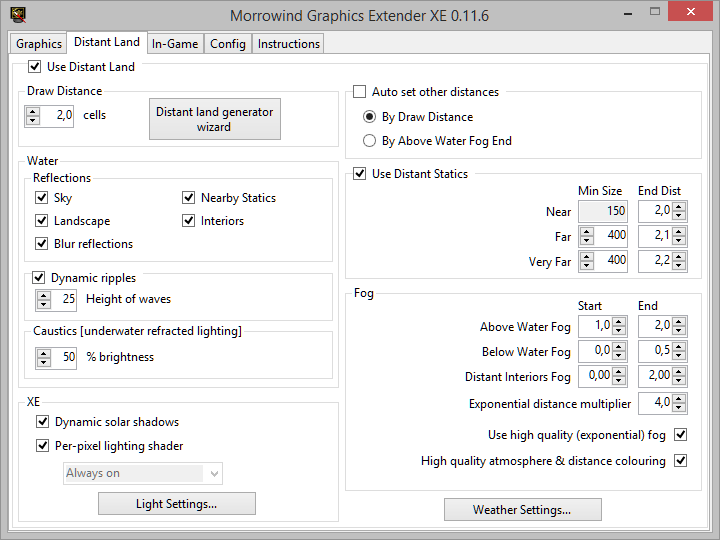 Morrowind Graphics Extender XE 0.11.6
Graphics Distant Land In-Game Config Instructions
Use Distant Land
Draw Distance
2,0 cells
Distant land generator
wizard
Water
Reflections
Sky Nearby Statics
Landscape Interiors
Blur reflections
Dynamic ripples
25 Height of waves
Caustics [underwater refracted lighting]
50 % brightness
XE
Dynamic solar shadows
Per-pixel lighting shader
Always on
Light Settings...
Auto set other distances
By Draw Distance
By Above Water Fog End
Use Distant Statics
Min Size End Dist
Near 150 2,0
Far 400 2,1
Very Far 400 2,2
Fog
Start End
Above Water Fog 1,0 2,0
Below Water Fog 0,0 0,5
Distant Interiors Fog 0,00 2,00
Exponential distance multiplier 4,0
Use high quality (exponential) fog
High quality atmosphere & distance colouring
Weather Settings...